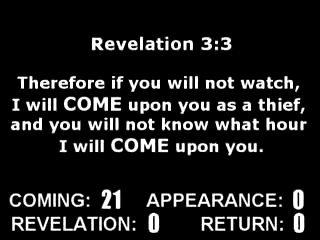 Revelation 3:3
Therefore if you will not watch,
I will COME upon you as a thief,
and you will not know what hour
I will COME upon you.
COMING: 21 APPEARANCE: 0
REVELATION: 0 RETURN: 0